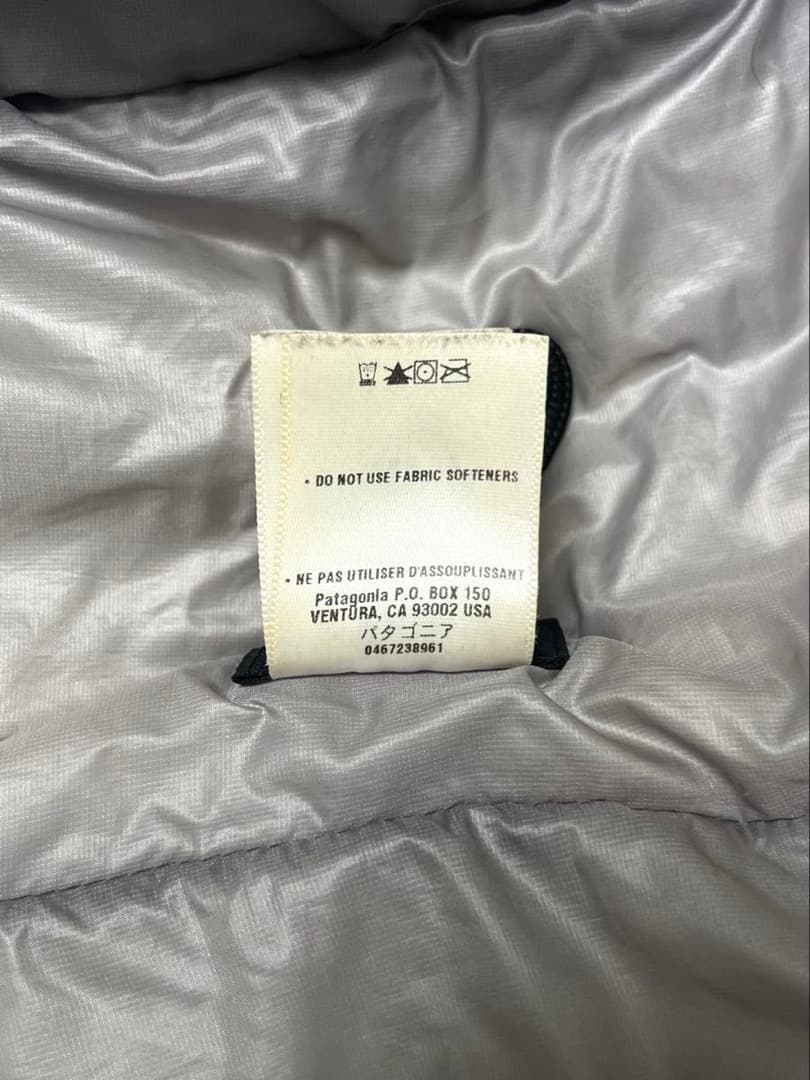 • DO NOT USE FABRIC SOFTENERS
• NE PAS UTILISER D'ASSOUPLISSANT
Patagonia P.O. BOX 150
VENTURA, CA 93002 USA
パタゴニア
0467238961